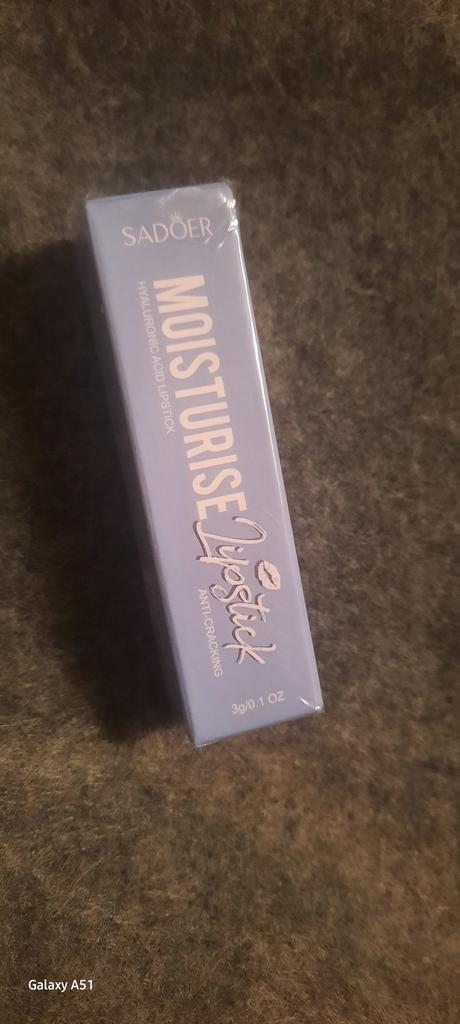 SADOER
MOISTURISE
HYALURONIC ACID LIPSTICK
Lipstick
ANTI-CRACKING
3g/0.1 OZ
Galaxy A51